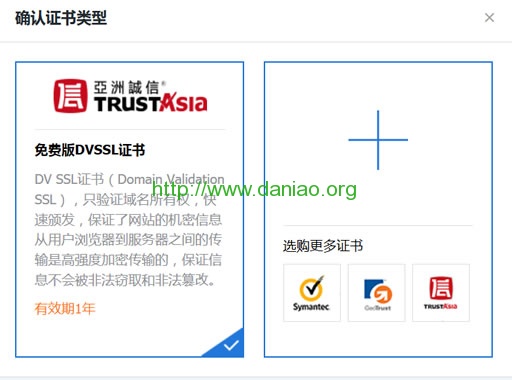 确认证书类型
亞洲誠信®
TRUSTASIA
免费版DVSSL证书
DV SSL证书（Domain Validation
SSL），只验证域名所有权，快
速颁发，保证了网站的机密信息
从用户浏览器到服务器之间的传
输是高强度加密传输的，保证信
息不会被非法窃取和非法篡改。
有效期1年
http://www.daniao.org
选购更多证书
Symantec.
GeoTrust
TRUSTASIA